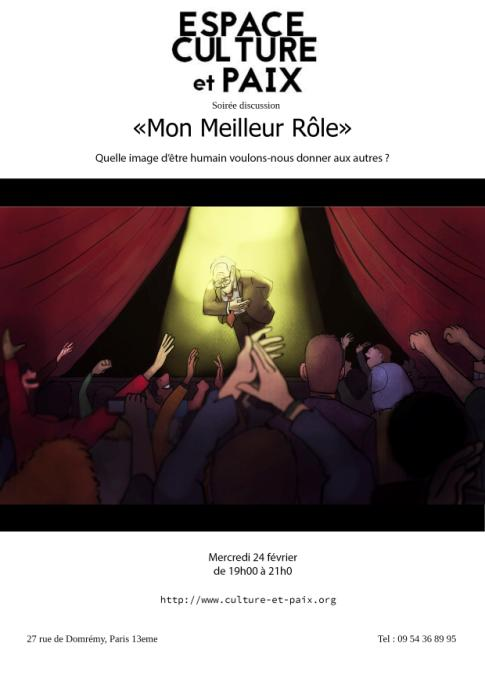 ESPACE
CULTURE
et PAIX
Soirée discussion
«Mon Meilleur Rôle»
Quelle image d'être humain voulons-nous donner aux autres ?
Mercredi 24 février
de 19h00 à 21h0
http://www.culture-et-paix.org
27 rue de Domrémy, Paris 13eme
Tel : 09 54 36 89 95